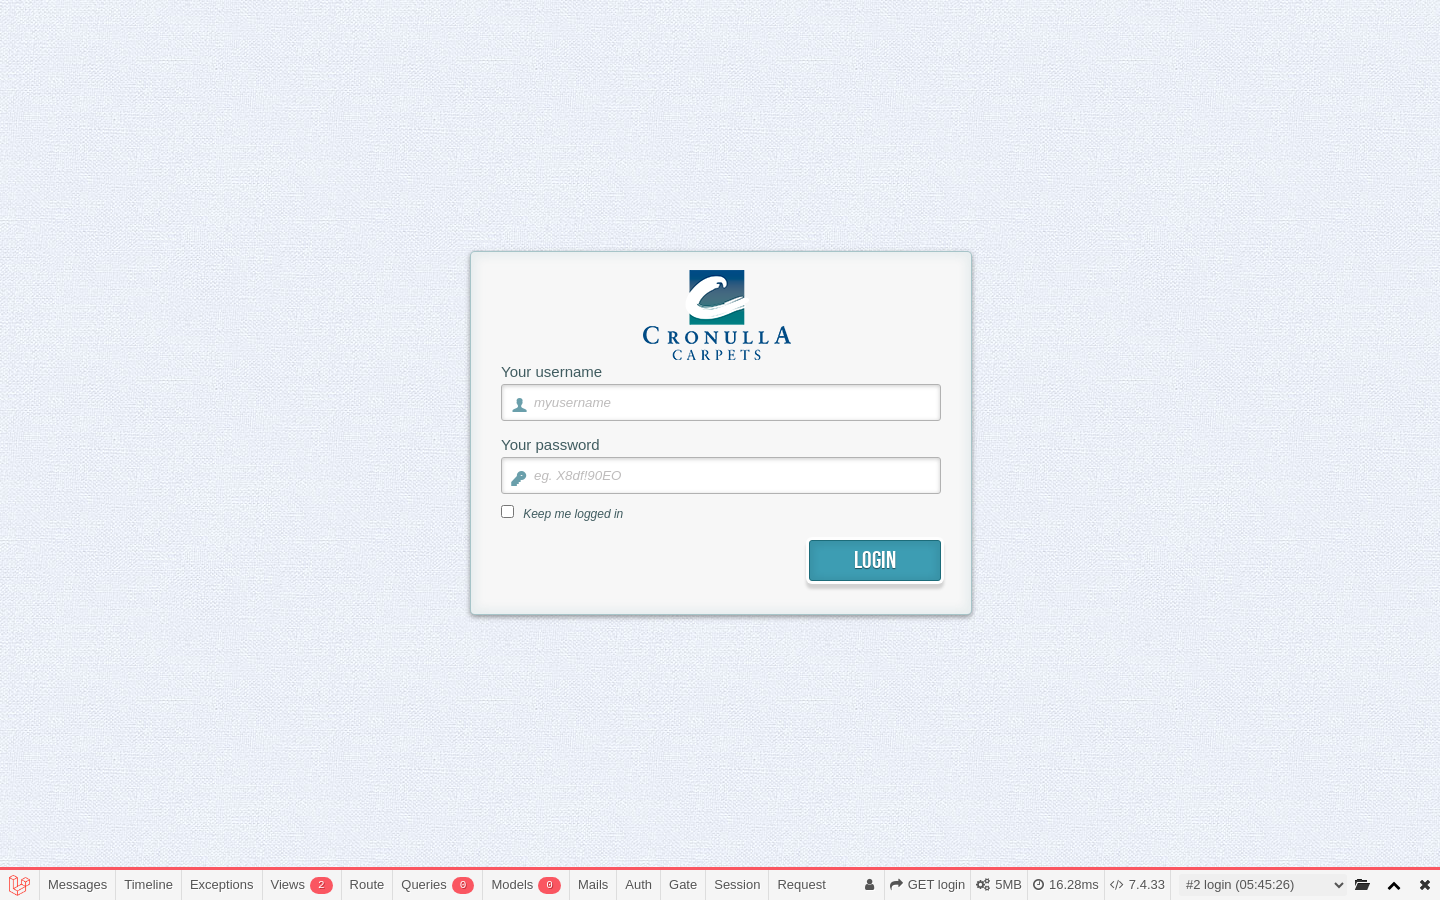 CRONULLA
CARPETS
Your username
myusername
Your password
eg. X8df!90EO
Keep me logged in
LOGIN
Messages Timeline Exceptions Views 2 Route Queries 0 Models 0 Mails Auth Gate Session Request GET login 5MB 16.28ms 7.4.33 #2 login (05:45:26)